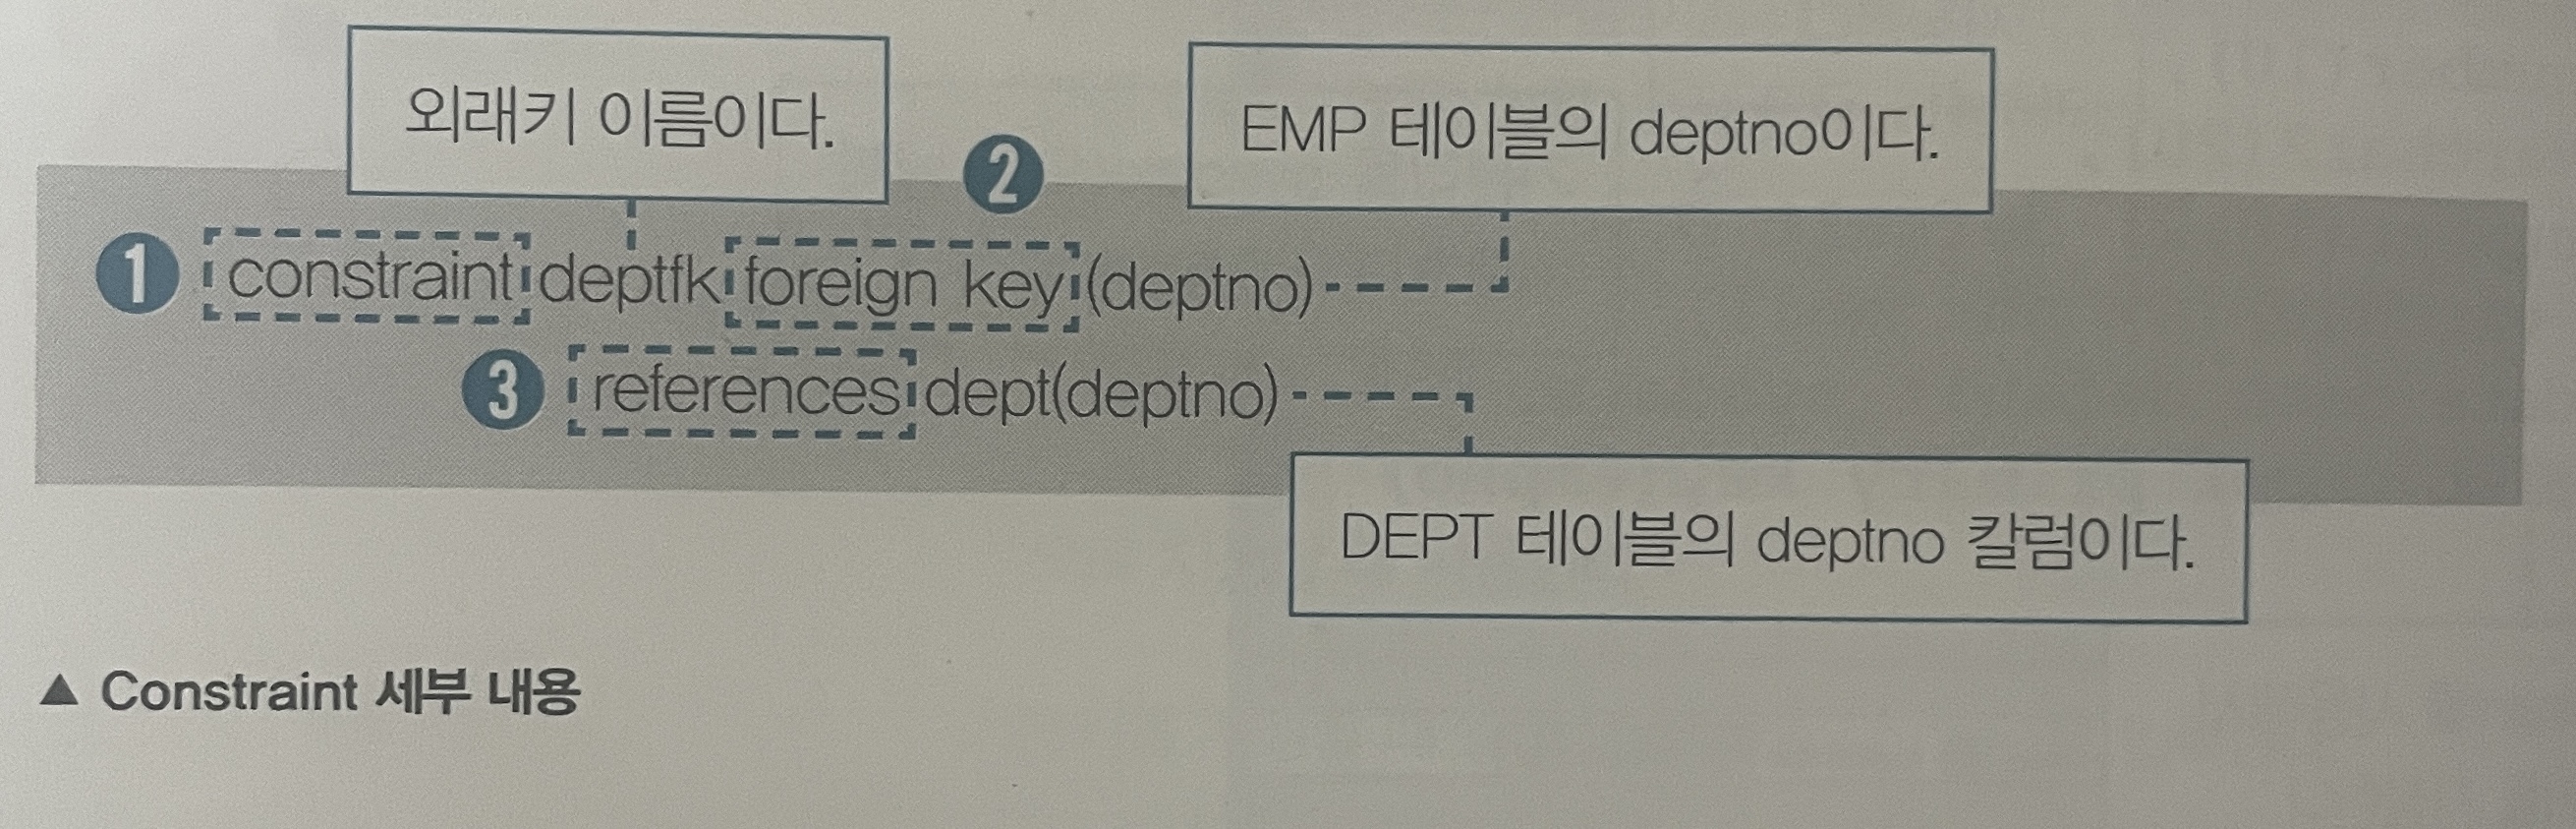 외래키 이름이다.
2
EMP 테이블의 deptno이다.
1 constraint deptfk foreign key (deptno)
3 references dept(deptno)
DEPT 테이블의 deptno 칼럼이다.
▲ Constraint 세부 내용